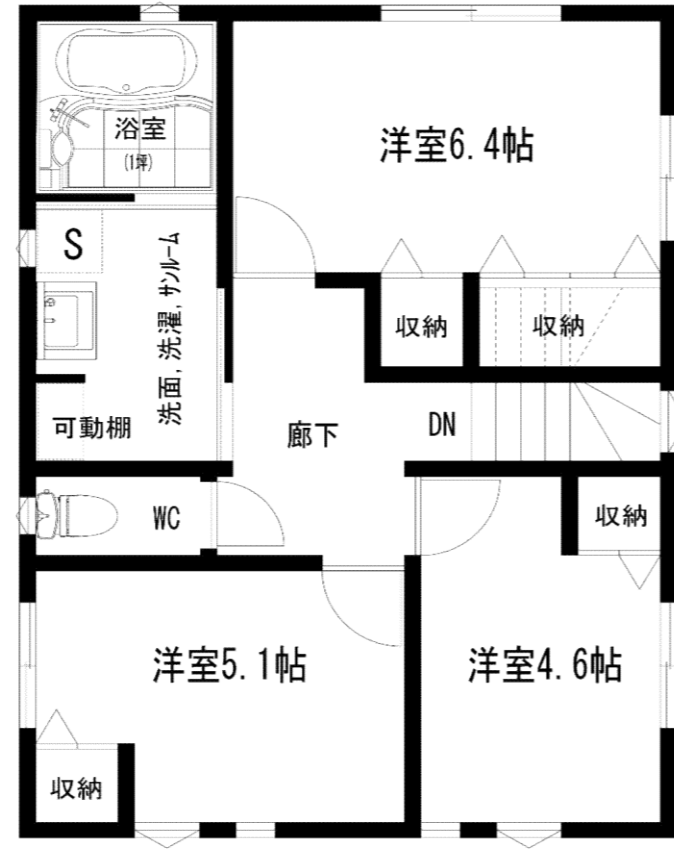 浴室
(1坪)
洋室6.4帖
S
洗面,洗濯,サンルーム
収納
収納
可動棚
廊下
DN
WC
収納
洋室5.1帖
洋室4.6帖
収納